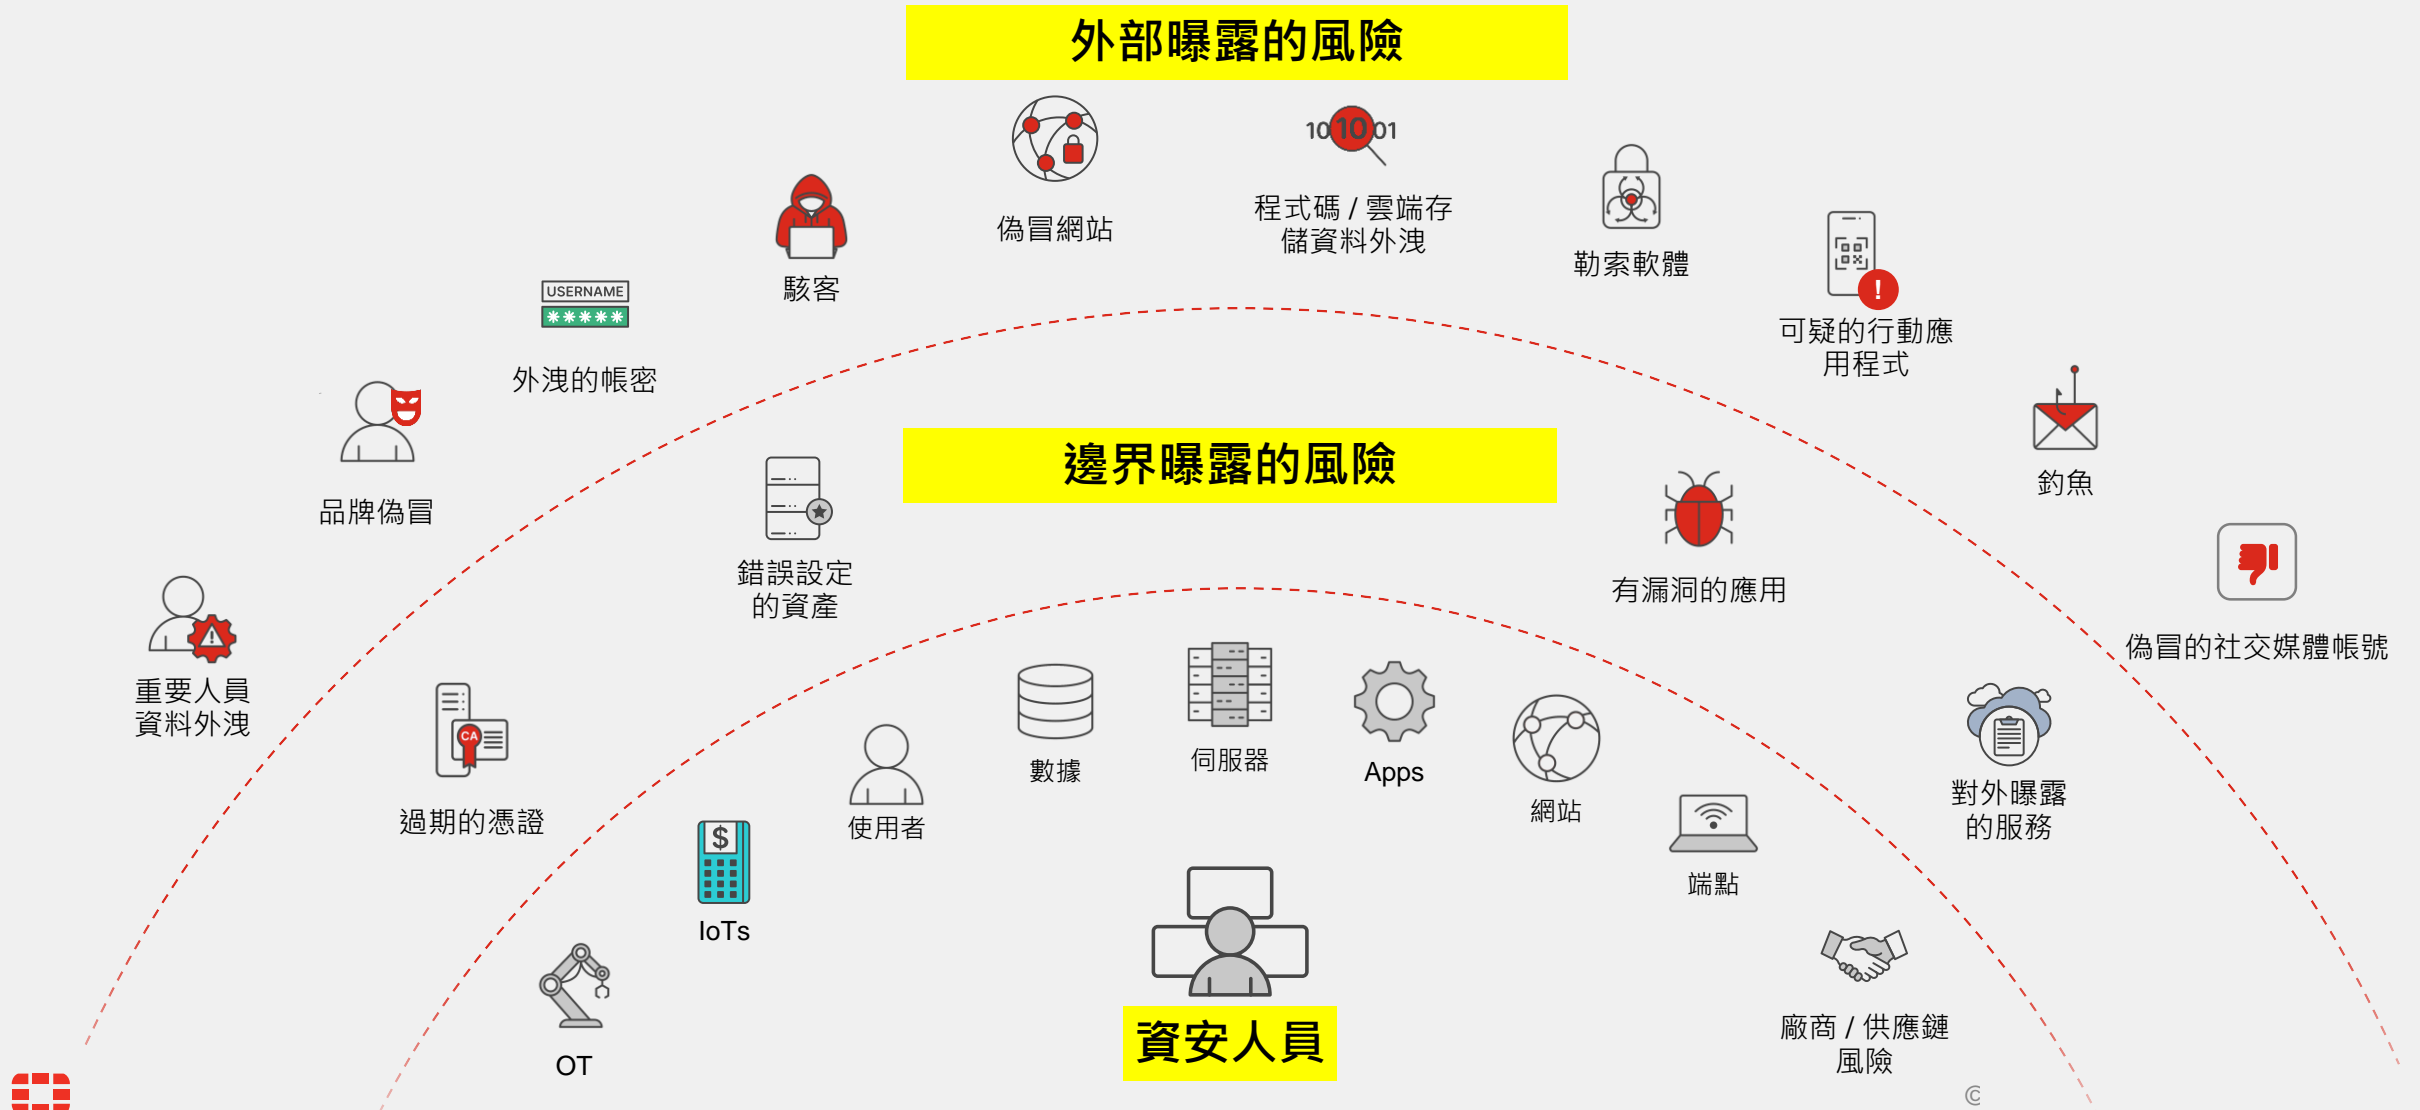 外部曝露的風險
10 10 01
偽冒網站
程式碼 / 雲端存
儲資料外洩
駭客
勒索軟體
USERNAME
*****
外洩的帳密
!
可疑的行動應
用程式
品牌偽冒
釣魚
邊界曝露的風險
錯誤設定
的資產
有漏洞的應用
!
重要人員
資料外洩
偽冒的社交媒體帳號
CA
過期的憑證
對外曝露
的服務
數據
伺服器
Apps
網站
使用者
端點
$
IoTs
OT
資安人員
廠商 / 供應鏈
風險
©